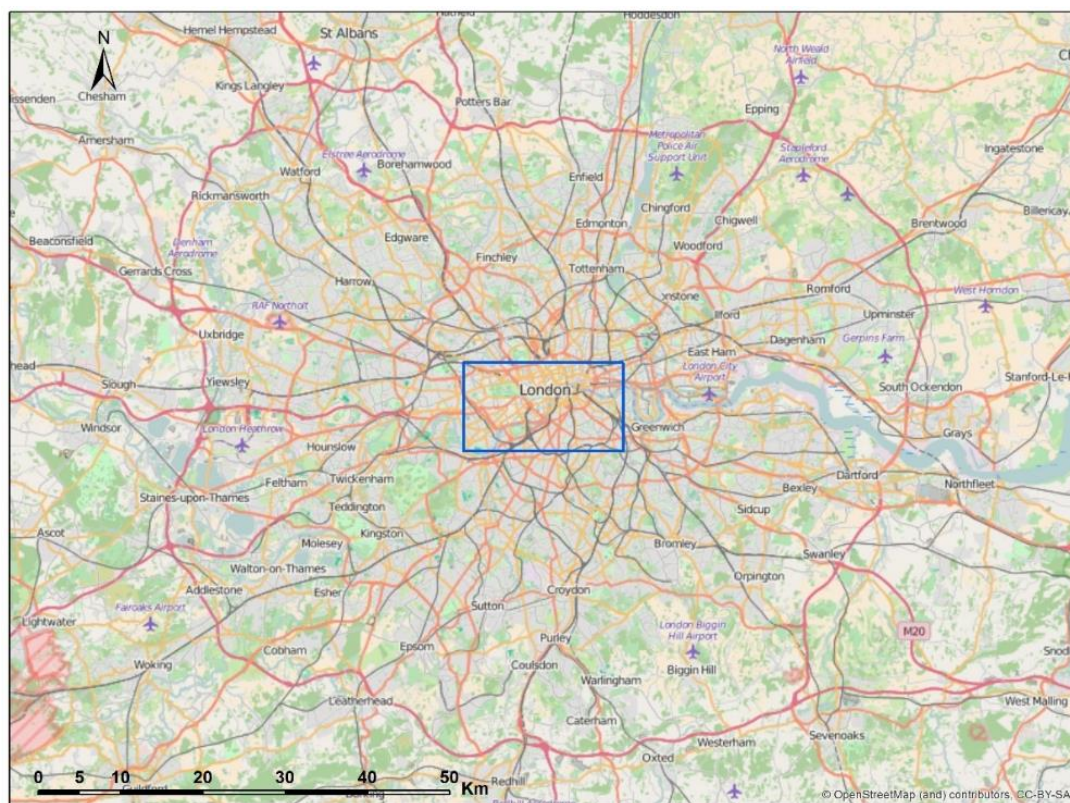 Hoddesdon
Hemel Hempstead
St Albans
N
North Weald
Airfield
Kings Langley
Chesham
Potters Bar
Epping
Amersham
Metropolitan
Police Air
Support Unit
Stapleford
Aerodrome
Ingatestone
Elstree Aerodrome
Borehamwood
Watford
Enfield
Rickmansworth
Chingford
Chigwell
Brentwood
Billericay
Edmonton
Beaconsfield
Denham
Aerodrome
Edgware
Woodford
Finchley
Tottenham
Gerrards Cross
Harrow
Romford
West Horndon
RAF Northolt
Ilford
Upminster
Uxbridge
Dagenham
Gerpins Farm
East Ham
London City
Airport
Slough
Yiewsley
London
South Ockendon
Stanford-Le-
Windsor
London Heathrow
Greenwich
Grays
Hounslow
Feltham
Twickenham
Dartford
Bexley
Northfleet
Staines-upon-Thames
Teddington
Sidcup
Ascot
Kingston
Molesey
Bromley
Swanley
Walton-on-Thames
Orpington
Addlestone
Esher
Croydon
Fairoaks Airport
Sutton
Lightwater
London Biggin
Hill Airport
M20
Purley
Epsom
Cobham
Woking
Coulsdon
Biggin Hill
Warlingham
Leatherhead
West Malling
Caterham
Sevenoaks
Westerham
Oxted
Redhill
0 5 10 20 30 40 50
Km
Guildford
© OpenStreetMap (and) contributors, CC-BY-SA